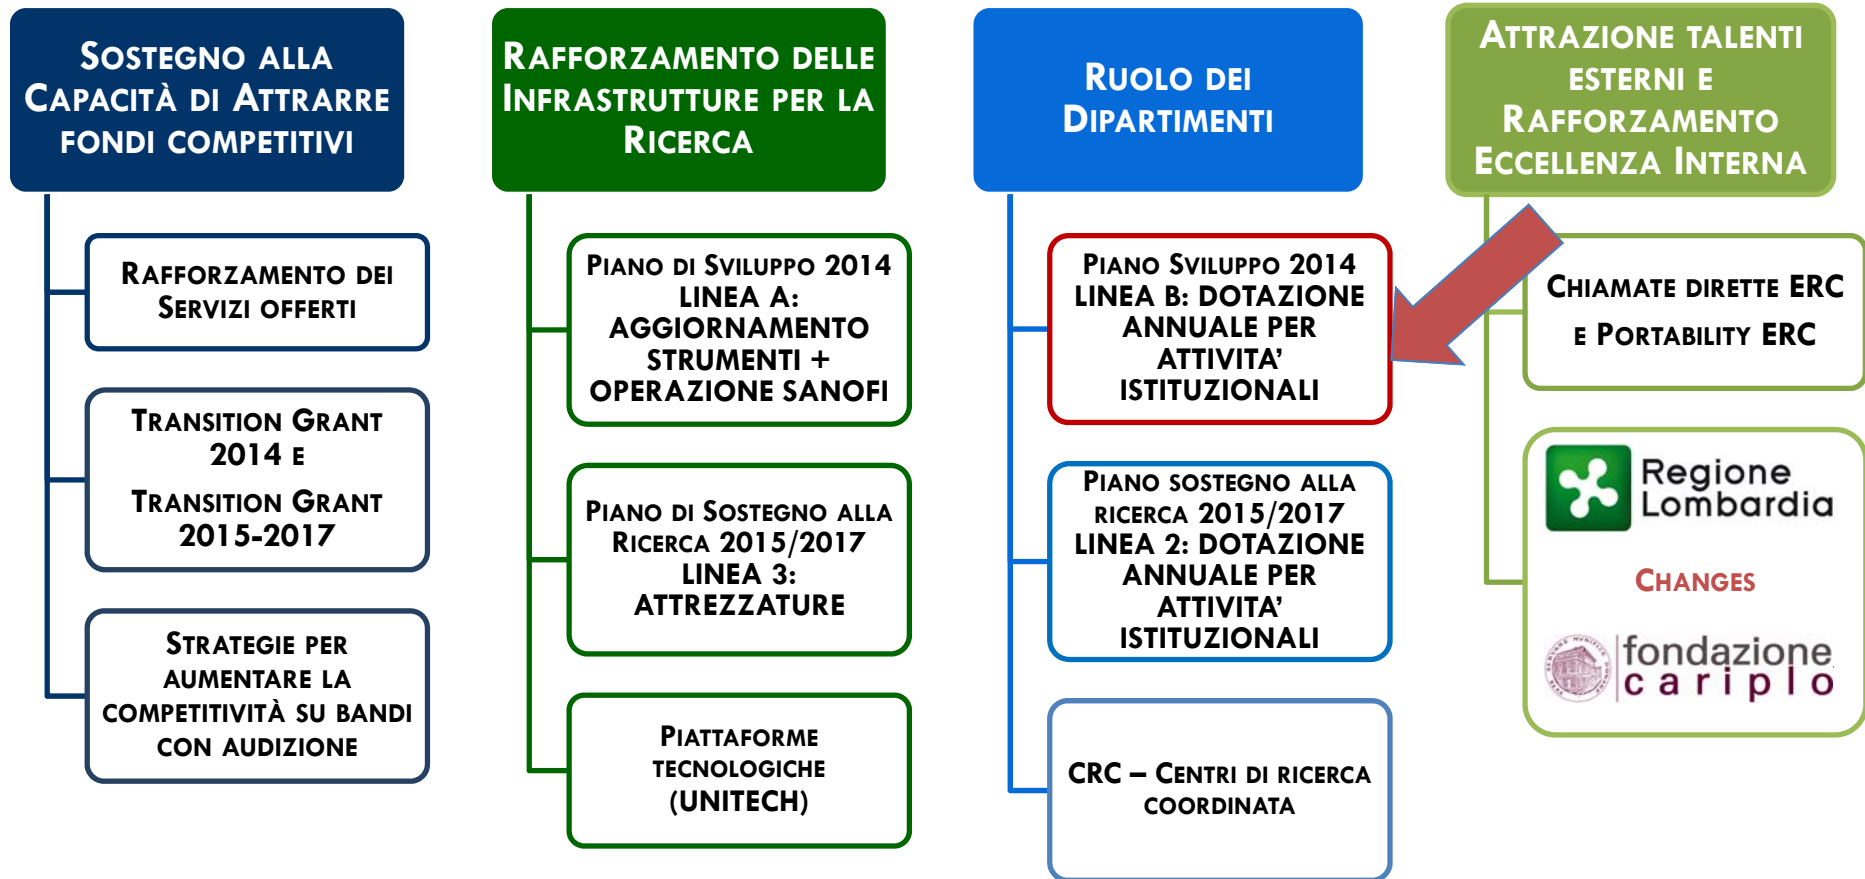 Sostegno alla
Capacità di Attrarre
fondi competitivi
Rafforzamento dei
Servizi offerti
Transition Grant
2014 e
Transition Grant
2015-2017
Strategie per
aumentare la
competitività su bandi
con audizione
Rafforzamento delle
Infrastrutture per la
Ricerca
Piano di Sviluppo 2014
LINEA A:
AGGIORNAMENTO
STRUMENTI +
OPERAZIONE SANOFI
Piano di Sostegno alla
Ricerca 2015/2017
LINEA 3:
ATTREZZATURE
Piattaforme
tecnologiche
(UNITECH)
Ruolo dei
Dipartimenti
Piano Sviluppo 2014
LINEA B: DOTAZIONE
ANNUALE PER
ATTIVITA'
ISTITUZIONALI
Piano sostegno alla
ricerca 2015/2017
LINEA 2: DOTAZIONE
ANNUALE PER
ATTIVITA'
ISTITUZIONALI
CRC – Centri di ricerca
coordinata
Attrazione talenti
esterni e
Rafforzamento
Eccellenza Interna
Chiamate dirette ERC
e Portability ERC
Regione
Lombardia
Changes
fondazione
cariplo